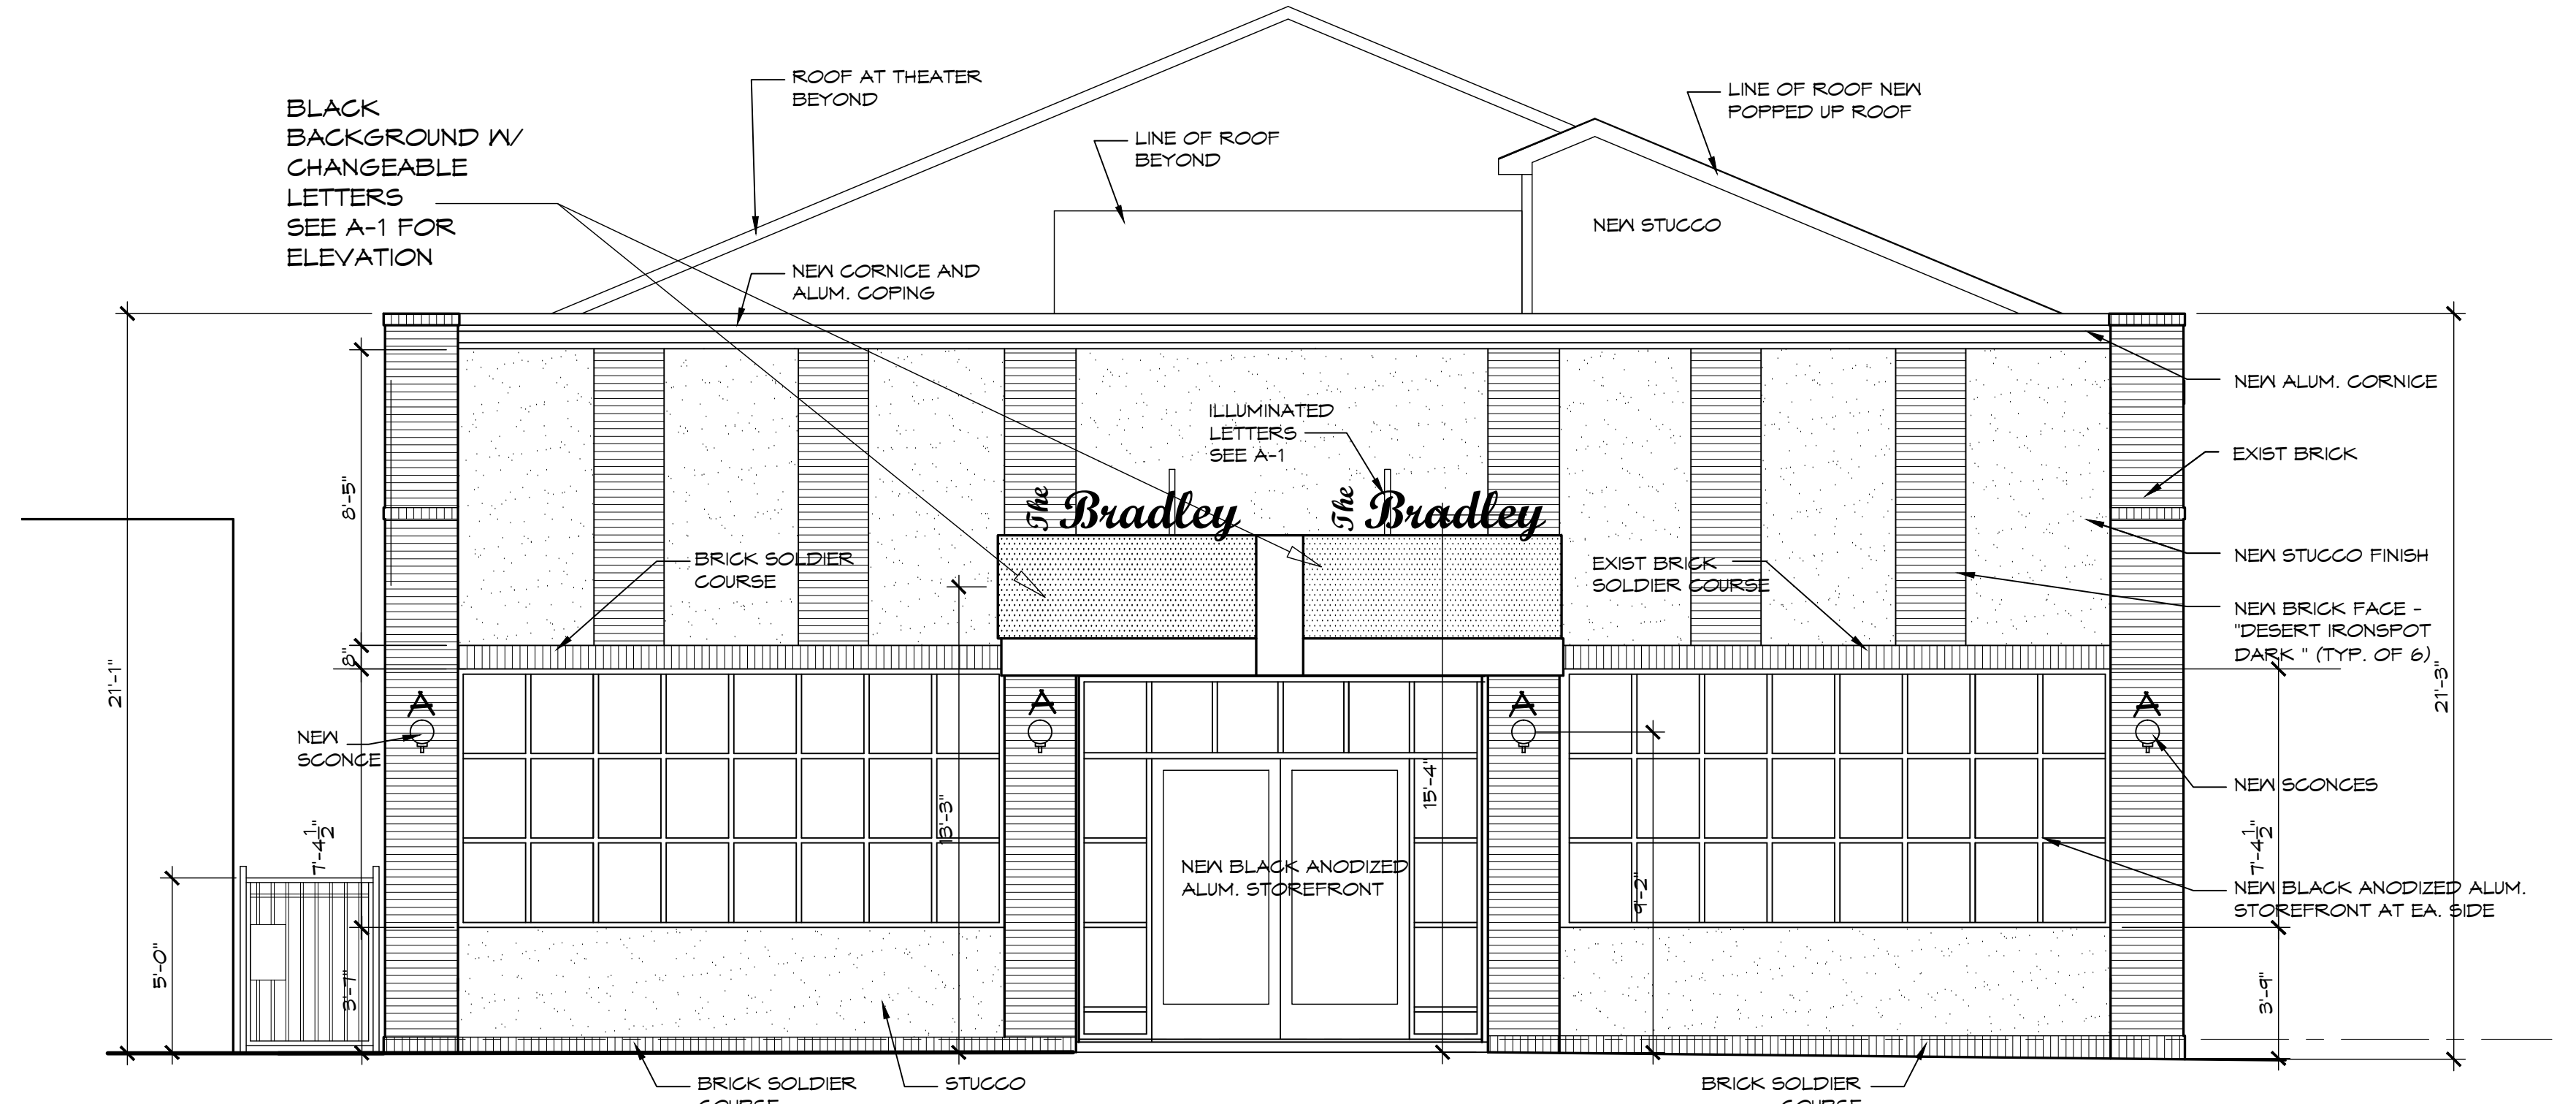 ROOF AT THEATER
BEYOND
BLACK
BACKGROUND W/
CHANGEABLE
LETTERS
SEE A-1 FOR
ELEVATION
LINE OF ROOF
BEYOND
LINE OF ROOF NEW
POPPED UP ROOF
NEW STUCCO
NEW CORNICE AND
ALUM. COPING
NEW ALUM. CORNICE
EXIST BRICK
ILLUMINATED
LETTERS
SEE A-1
The Bradley
The Bradley
8'-5"
BRICK SOLDIER
COURSE
EXIST BRICK
SOLDIER COURSE
NEW STUCCO FINISH
NEW BRICK FACE -
"DESERT IRONSPOT
DARK " (TYP. OF 6)
8"
21'-1"
21'-3"
A
A
A
A
NEW
SCONCE
NEW SCONCES
13'-3"
15'-4"
7'-4 1/2"
7'-4 1/2"
NEW BLACK ANODIZED
ALUM. STOREFRONT
9'-2"
NEW BLACK ANODIZED ALUM.
STOREFRONT AT EA. SIDE
5'-0"
3'-7"
3'-9"
BRICK SOLDIER
COURSE
STUCCO
BRICK SOLDIER
COURSE